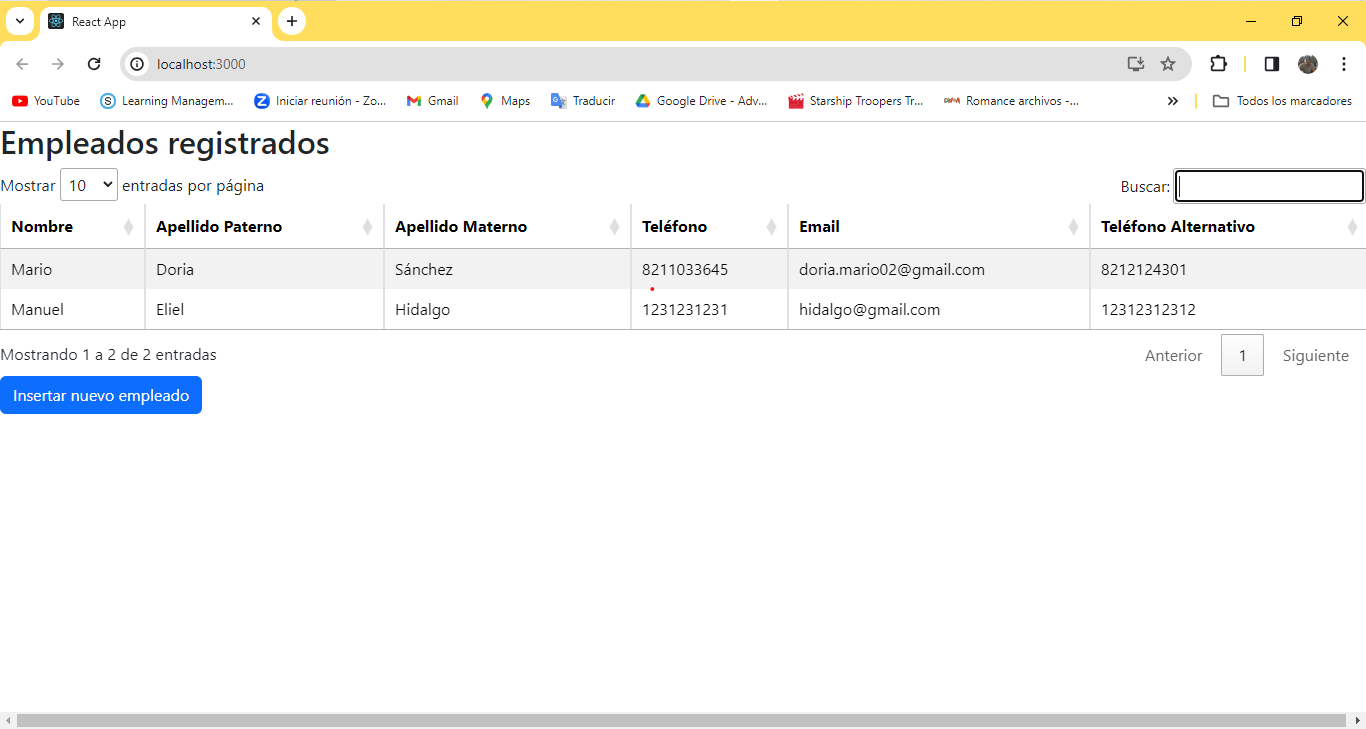 React App
localhost:3000
YouTube Learning Managem... Iniciar reunión - Zo... Gmail Maps Traducir Google Drive - Adv... Starship Troopers Tr... Romance archivos -... Todos los marcadores
Empleados registrados
Mostrar 10 entradas por página Buscar:
Nombre Apellido Paterno Apellido Materno Teléfono Email Teléfono Alternativo
Mario Doria Sánchez 8211033645 doria.mario02@gmail.com 8212124301
Manuel Eliel Hidalgo 1231231231 hidalgo@gmail.com 12312312312
Mostrando 1 a 2 de 2 entradas Anterior 1 Siguiente
Insertar nuevo empleado